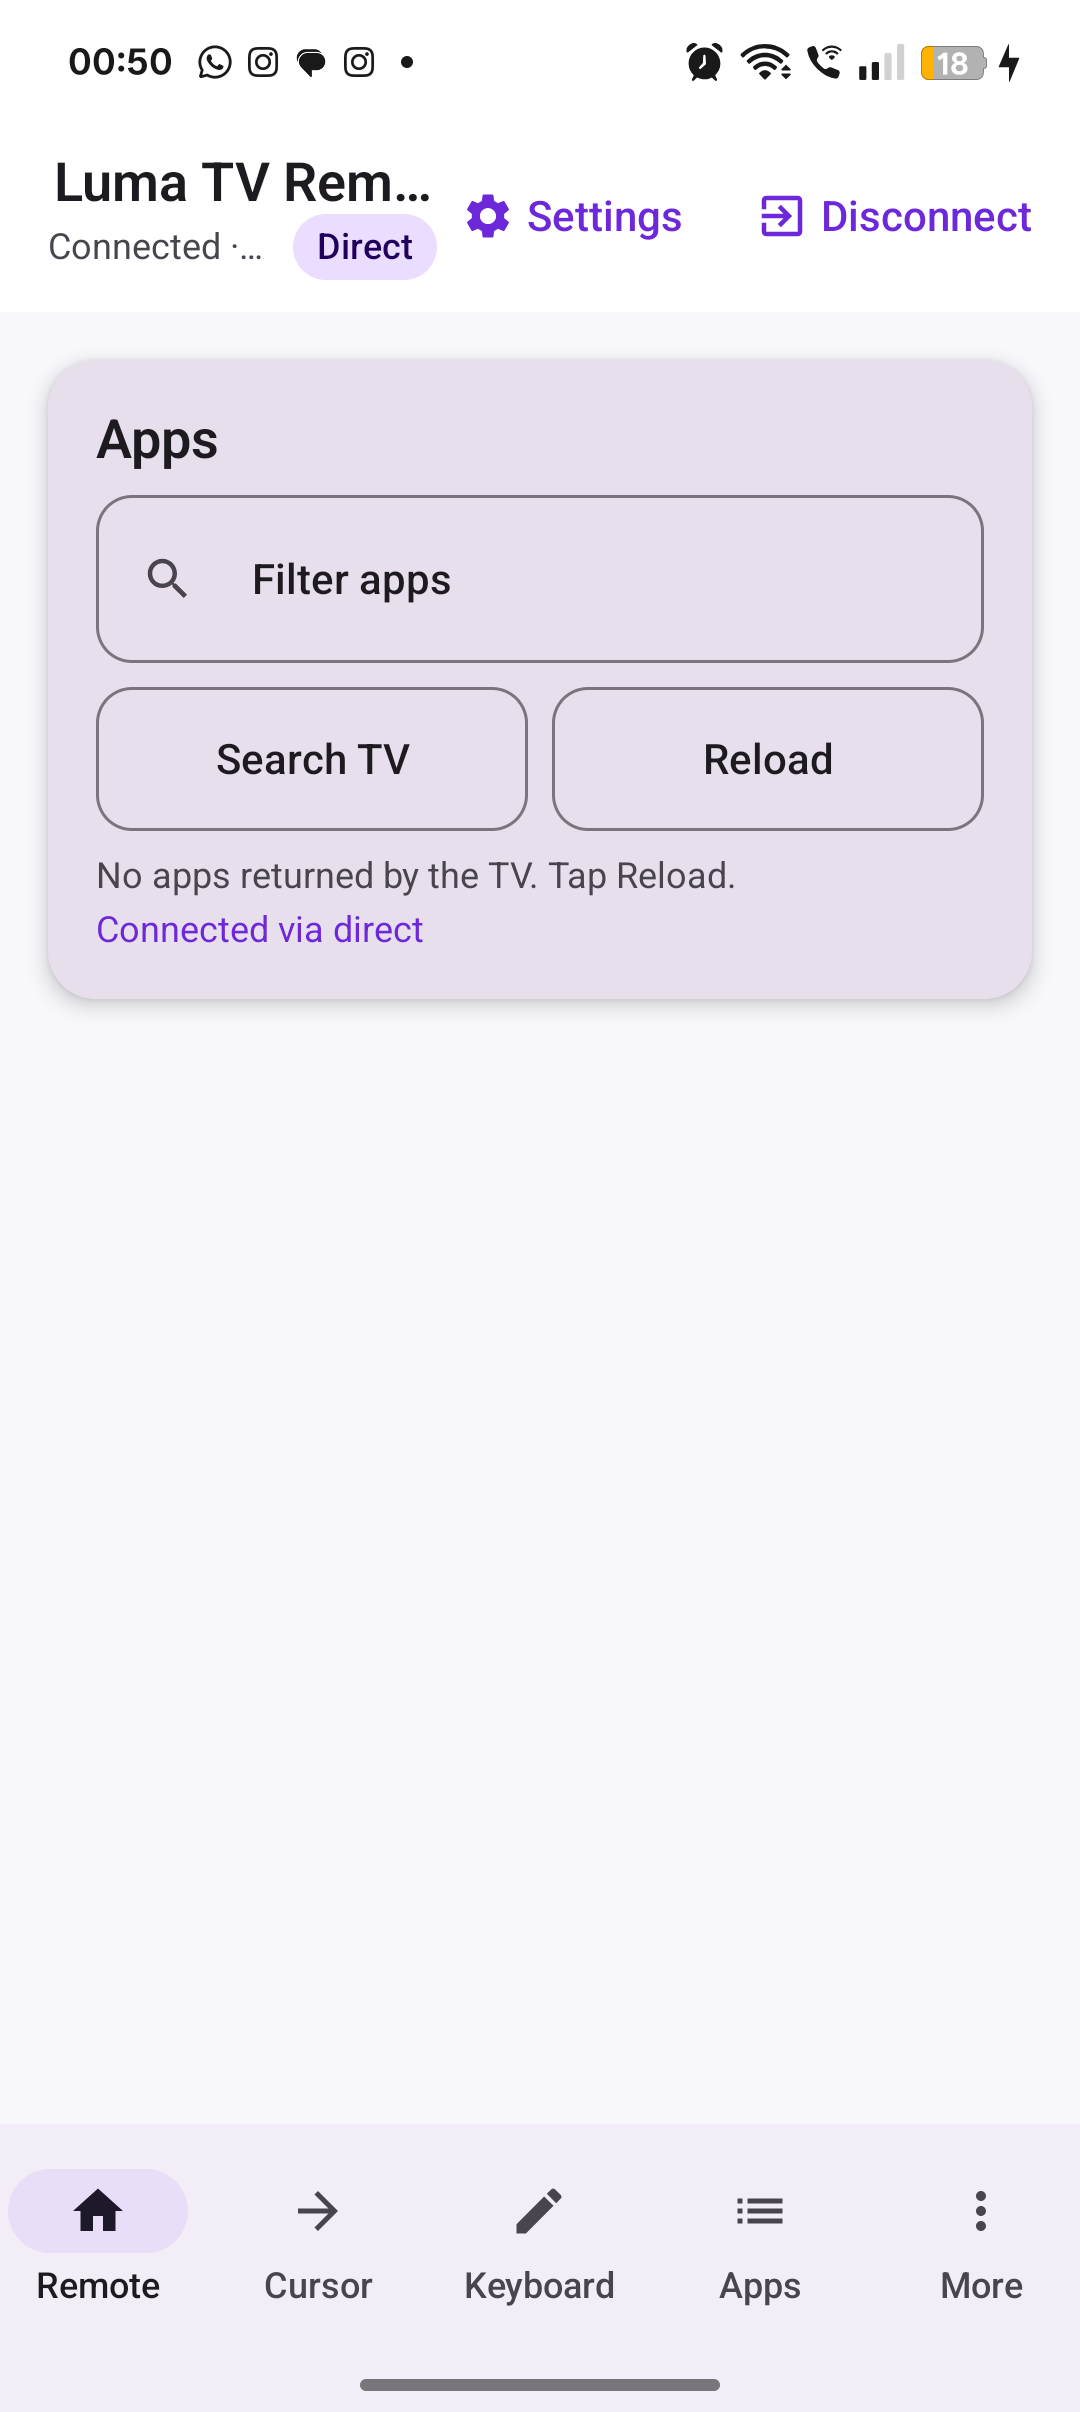 00:50
18
Luma TV Rem...
Connected ·...
Direct
Settings
Disconnect
Apps
Filter apps
Search TV
Reload
No apps returned by the TV. Tap Reload.
Connected via direct
Remote
Cursor
Keyboard
Apps
More